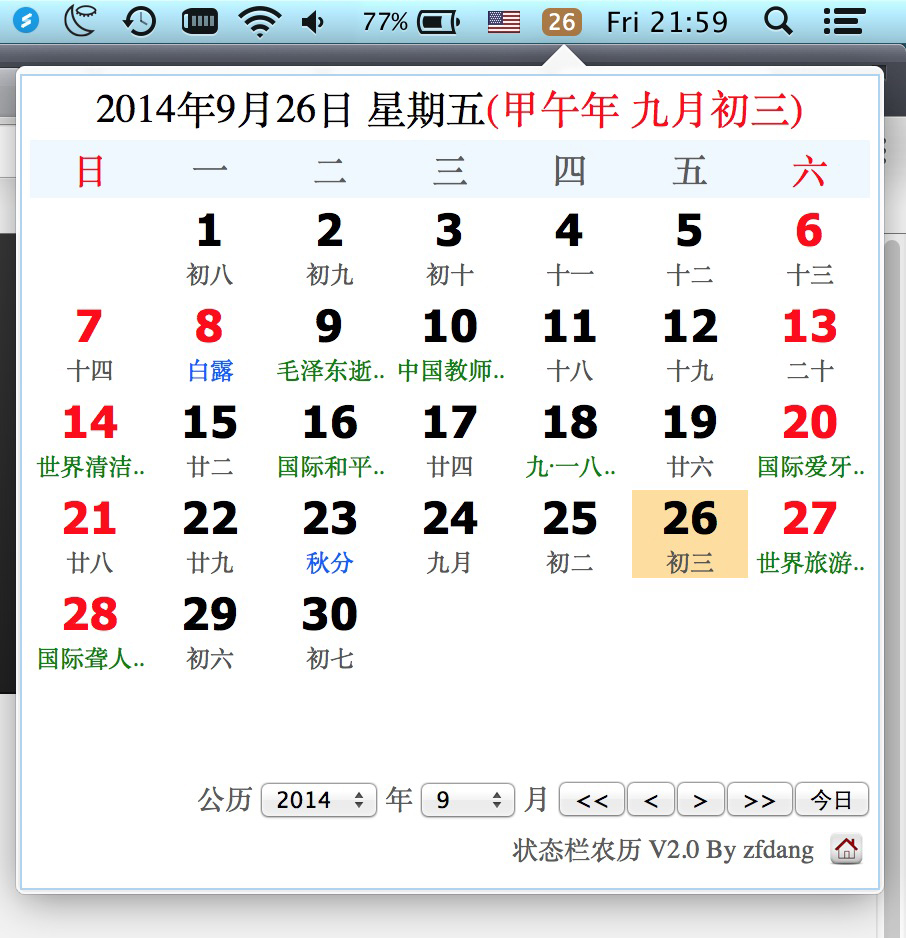 77% 26 Fri 21:59
2014年9月26日 星期五(甲午年 九月初三)
日 一 二 三 四 五 六
1 2 3 4 5 6
初八 初九 初十 十一 十二 十三
7 8 9 10 11 12 13
十四 白露 毛泽东逝.. 中国教师.. 十八 十九 二十
14 15 16 17 18 19 20
世界清洁.. 廿二 国际和平.. 廿四 九·一八.. 廿六 国际爱牙..
21 22 23 24 25 26 27
廿八 廿九 秋分 九月 初二 初三 世界旅游..
28 29 30
国际聋人.. 初六 初七
公历 2014 年 9 月 << < > >> 今日
状态栏农历 V2.0 By zfdang